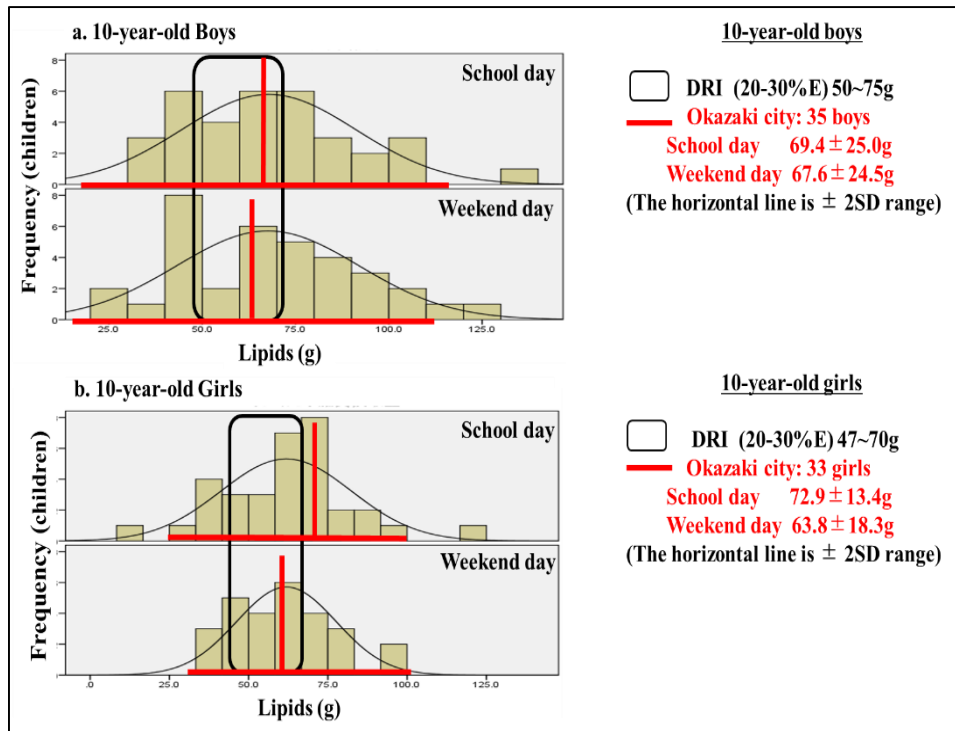 a. 10-year-old Boys
School day
8
6
4
2
0
Weekend day
8
6
4
2
0
Frequency (children)
25.0 50.0 75.0 100.0 125.0
Lipids (g)
10-year-old boys
DRI (20-30%E) 50~75g
Okazaki city: 35 boys
School day 69.4±25.0g
Weekend day 67.6±24.5g
(The horizontal line is ± 2SD range)
b. 10-year-old Girls
School day
Weekend day
Frequency (children)
.0 25.0 50.0 75.0 100.0 125.0
Lipids (g)
10-year-old girls
DRI (20-30%E) 47~70g
Okazaki city: 33 girls
School day 72.9±13.4g
Weekend day 63.8±18.3g
(The horizontal line is ± 2SD range)